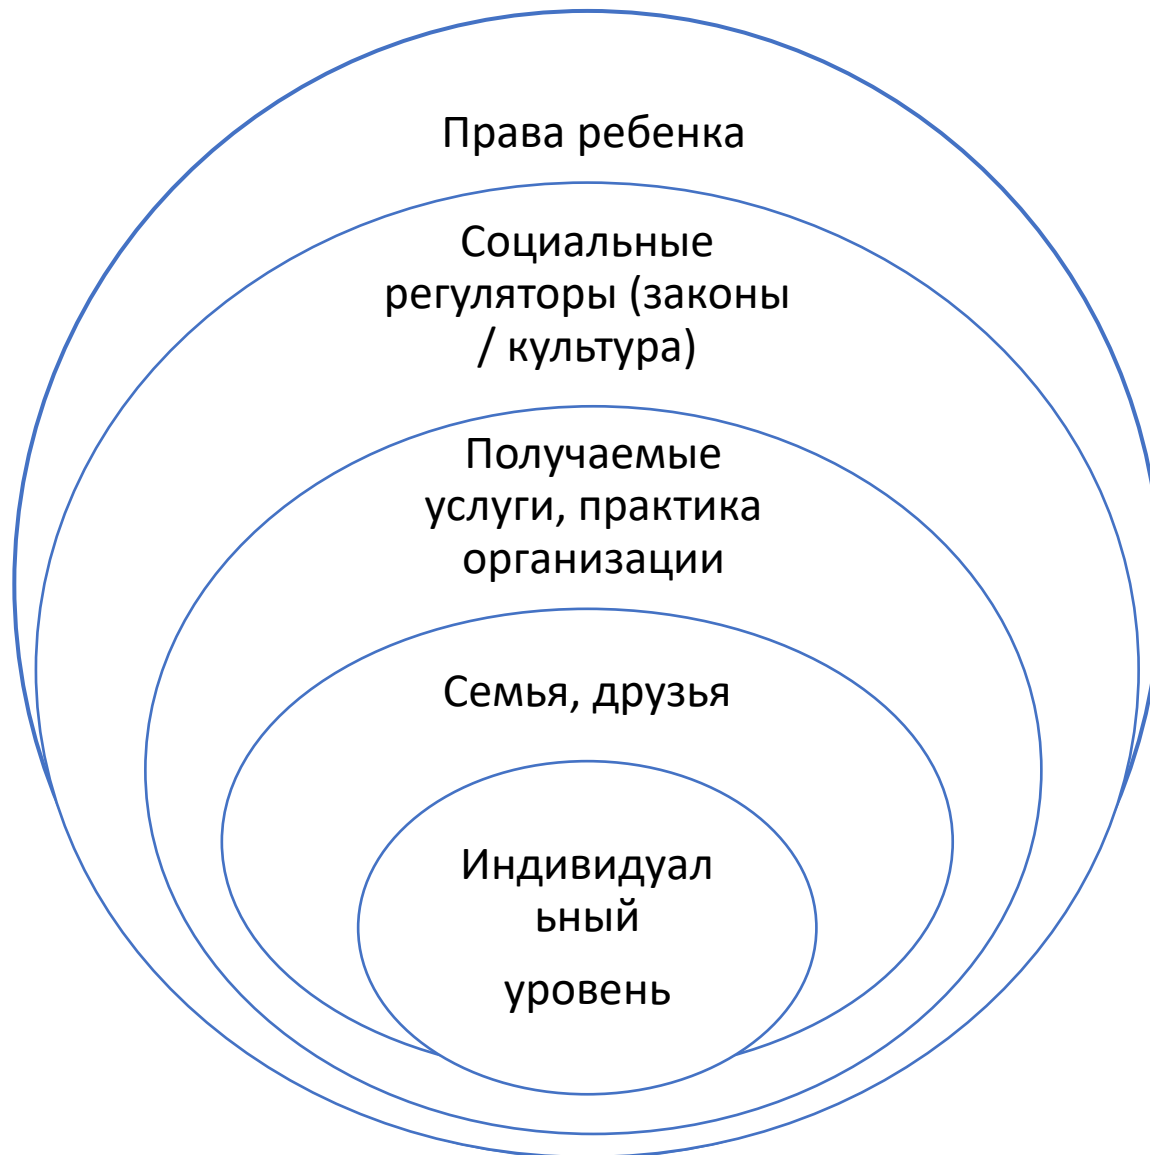 Права ребенка
Социальные
регуляторы (законы
/ культура)
Получаемые
услуги, практика
организации
Семья, друзья
Индивидуал
ьный
уровень